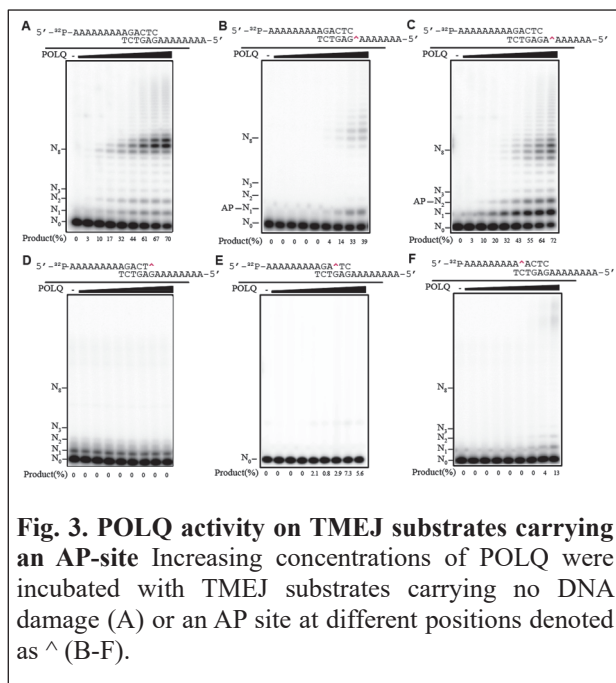 A
5'-³²P-AAAAAAAAAGACTC
TCTGAGAAAAAAAA-5'
POLQ -
N8
N3
N2
N1
N0
Product(%) 0 3 10 17 32 44 61 67 70
B
5'-³²P-AAAAAAAAAGACTC
TCTGAG^AAAAAAA-5'
POLQ -
N8
N3
N2
AP N1
N0
Product(%) 0 0 0 0 0 4 14 33 39
C
5'-³²P-AAAAAAAAAGACTC
TCTGAGA^AAAAAA-5'
POLQ -
N8
N3
AP N2
N1
N0
Product(%) 0 3 10 20 32 43 55 64 72
D
5'-³²P-AAAAAAAAAGACT^
TCTGAGAAAAAAAA-5'
POLQ -
N8
N3
N2
N1
N0
Product(%) 0 0 0 0 0 0 0 0 0
E
5'-³²P-AAAAAAAAAGA^TC
TCTGAGAAAAAAAA-5'
POLQ -
N0
Product(%) 0 0 0 0 2.1 0.8 2.9 7.3 5.6
F
5'-³²P-AAAAAAAAA^ACTC
TCTGAGAAAAAAAA-5'
POLQ -
N8
N3
N2
N1
N0
Product(%) 0 0 0 0 0 0 0 4 13
Fig. 3. POLQ activity on TMEJ substrates carrying
an AP-site Increasing concentrations of POLQ were
incubated with TMEJ substrates carrying no DNA
damage (A) or an AP site at different positions denoted
as ^ (B-F).